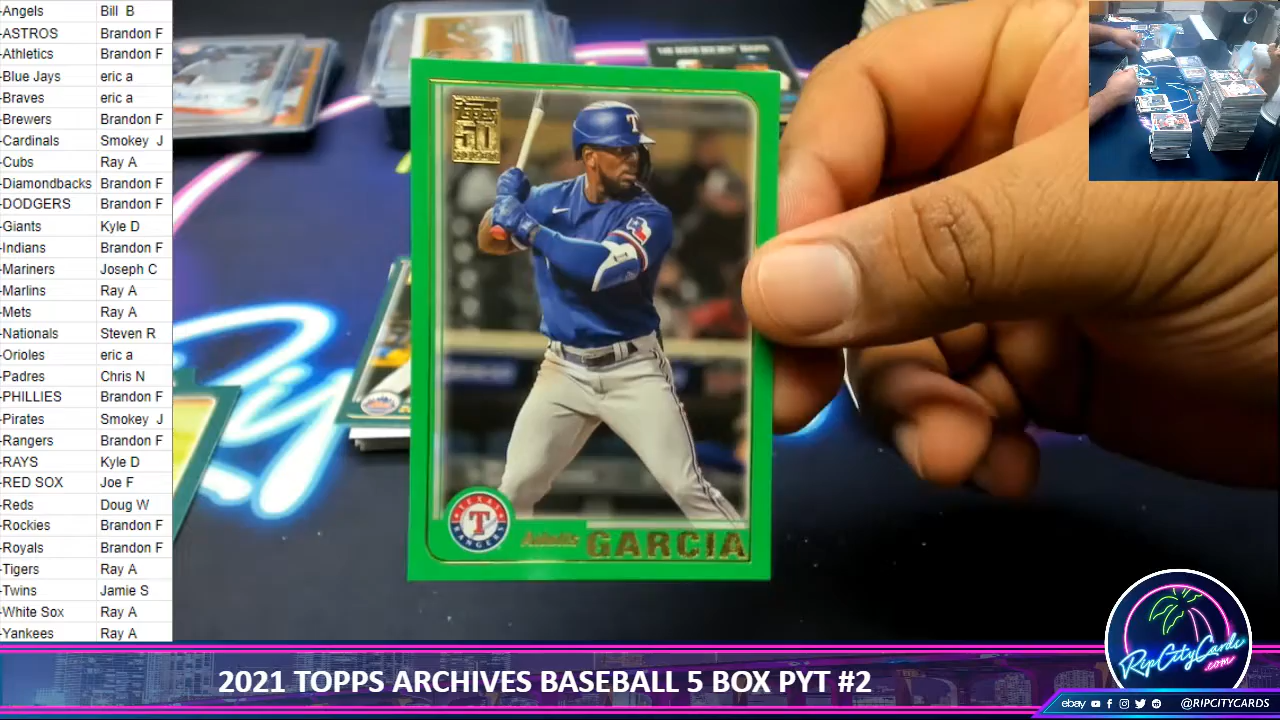 -Angels Bill B
-ASTROS Brandon F
-Athletics Brandon F
-Blue Jays eric a
-Braves eric a
-Brewers Brandon F
-Cardinals Smokey J
-Cubs Ray A
-Diamondbacks Brandon F
-DODGERS Brandon F
-Giants Kyle D
-Indians Brandon F
-Mariners Joseph C
-Marlins Ray A
-Mets Ray A
-Nationals Steven R
-Orioles eric a
-Padres Chris N
-PHILLIES Brandon F
-Pirates Smokey J
-Rangers Brandon F
-RAYS Kyle D
-RED SOX Joe F
-Reds Doug W
-Rockies Brandon F
-Royals Brandon F
-Tigers Ray A
-Twins Jamie S
-White Sox Ray A
-Yankees Ray A
Topps
50
T
TEXAS
T
RANGERS
GARCIA
RipCityCards
.com
2021 TOPPS ARCHIVES BASEBALL 5 BOX PYT #2
ebay @RIPCITYCARDS